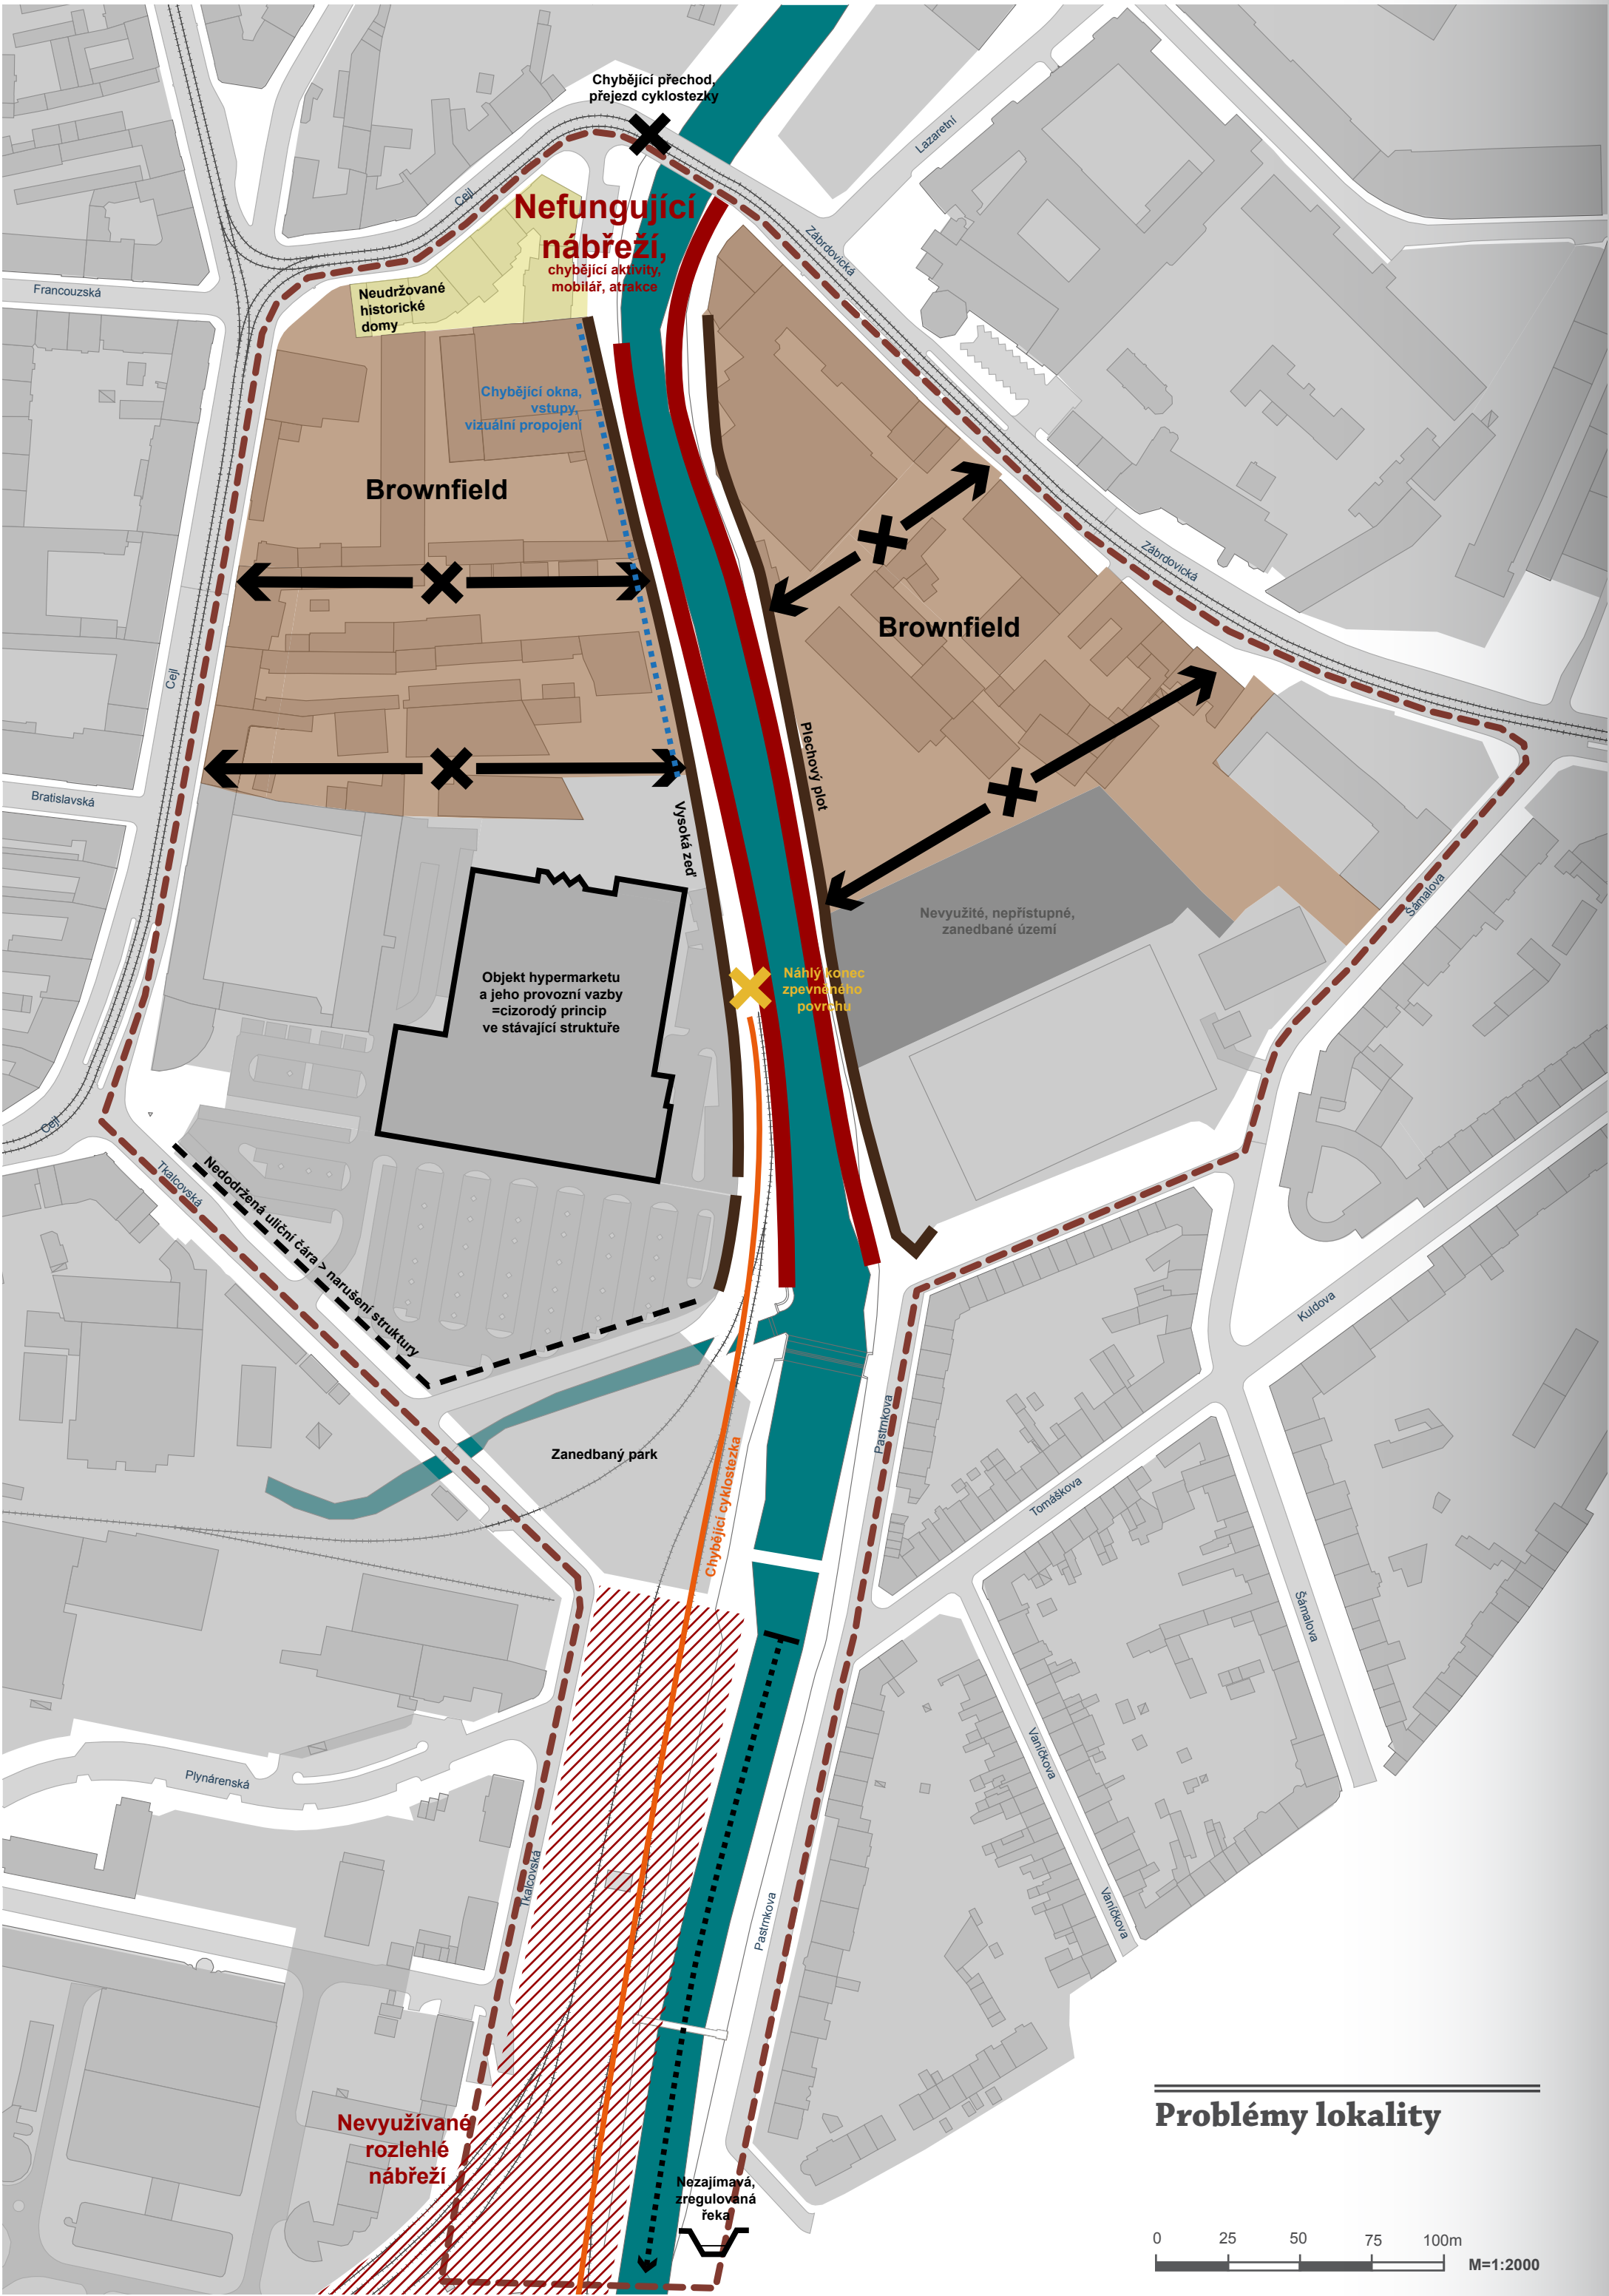 Chybějící přechod,
přejezd cyklostezky
Lazaretní
Cejl
Nefungující
nábřeží,
chybějící aktivity,
mobilář, atrakce
Zábrdovická
Francouzská
Neudržované
historické
domy
Chybějící okna,
vstupy,
vizuální propojení
Brownfield
Zábrdovická
Brownfield
Cejl
Plechový plot
Bratislavská
Vysoká zeď
Šámalova
Nevyužité, nepřístupné,
zanedbané území
Objekt hypermarketu
a jeho provozní vazby
=cizorodý princip
ve stávající struktuře
Náhlý konec
zpevněného
povrchu
Cejl
Tkalcovská
Nedodržená uliční čára > narušení struktury
Kuldova
Pastrnkova
Zanedbaný park
Chybějící cyklostezka
Tomáškova
Šámalova
Vaníčkova
Plynárenská
Tkalcovská
Pastrnkova
Vaníčkova
Nevyužívané
rozlehlé
nábřeží
Nezajímavá,
zregulovaná
řeka
Problémy lokality
0 25 50 75 100m
M=1:2000